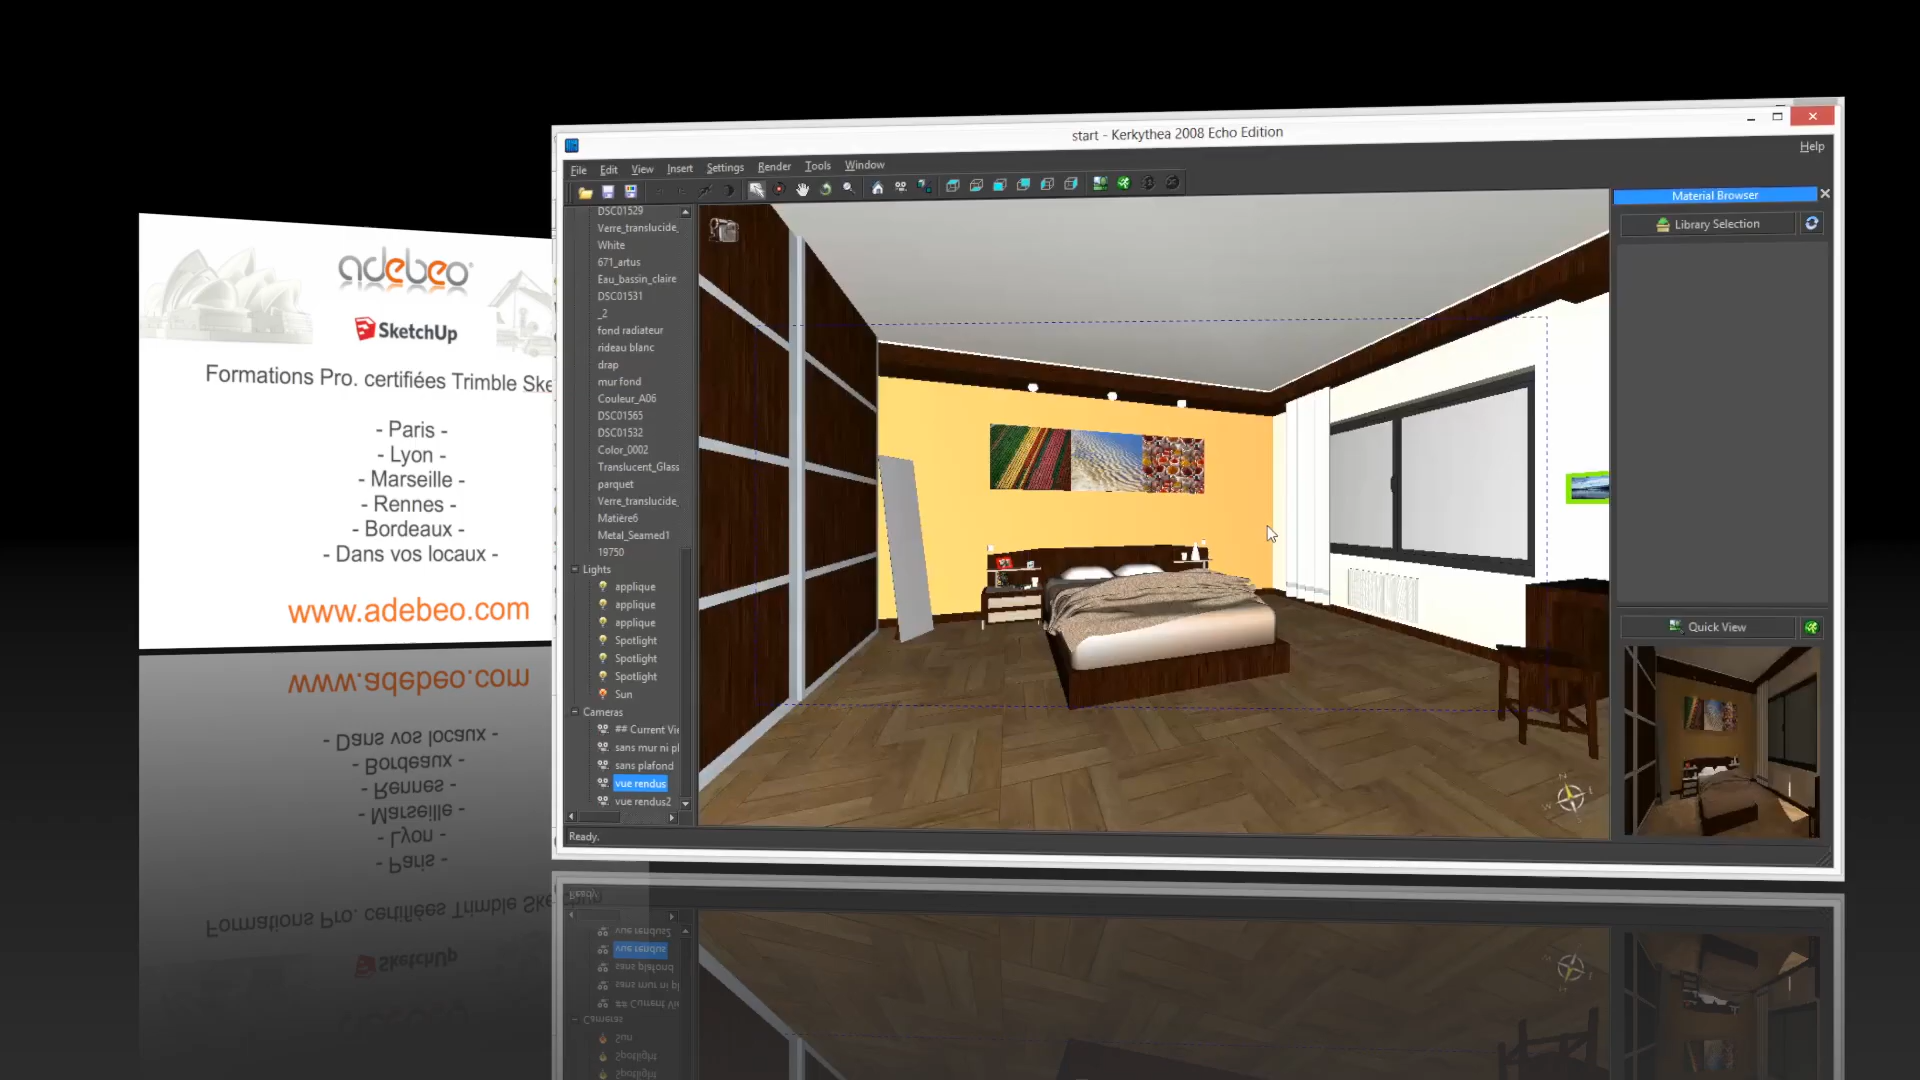 adebeo
SketchUp
Formations Pro. certifiées Trimble Ske
- Paris -
- Lyon -
- Marseille -
- Rennes -
- Bordeaux -
- Dans vos locaux -
www.adebeo.com
start - Kerkythea 2008 Echo Edition
File Edit View Insert Settings Render Tools Window Help
DSC01529
Verre_translucide_
White
671_artus
Eau_bassin_claire
DSC01531
_2
fond radiateur
rideau blanc
drap
mur fond
Couleur_A06
DSC01565
DSC01532
Color_0002
Translucent_Glass
parquet
Verre_translucide_
Matière6
Metal_Seamed1
19750
Lights
applique
applique
applique
Spotlight
Spotlight
Spotlight
Sun
Cameras
## Current Vi
sans mur ni pl
sans plafond
vue rendus
vue rendus2
Ready.
Material Browser
Library Selection
Quick View